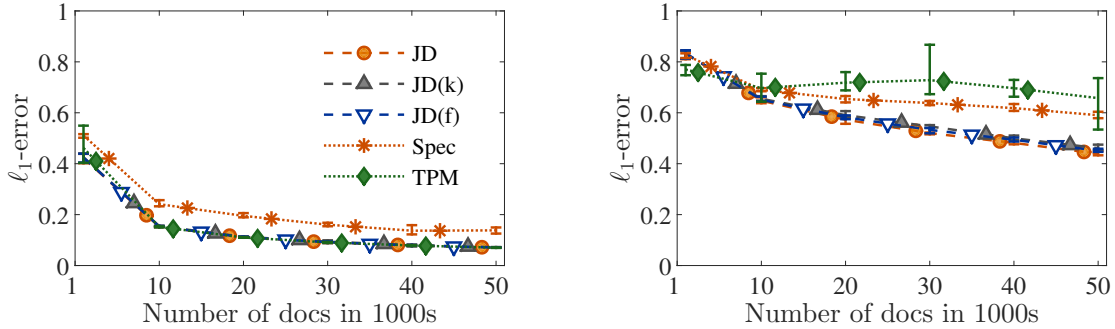 1
0.8
0.6
0.4
0.2
0
ℓ1-error
1 10 20 30 40 50
Number of docs in 1000s
JD
JD(k)
JD(f)
Spec
TPM
1
0.8
0.6
0.4
0.2
0
ℓ1-error
1 10 20 30 40 50
Number of docs in 1000s